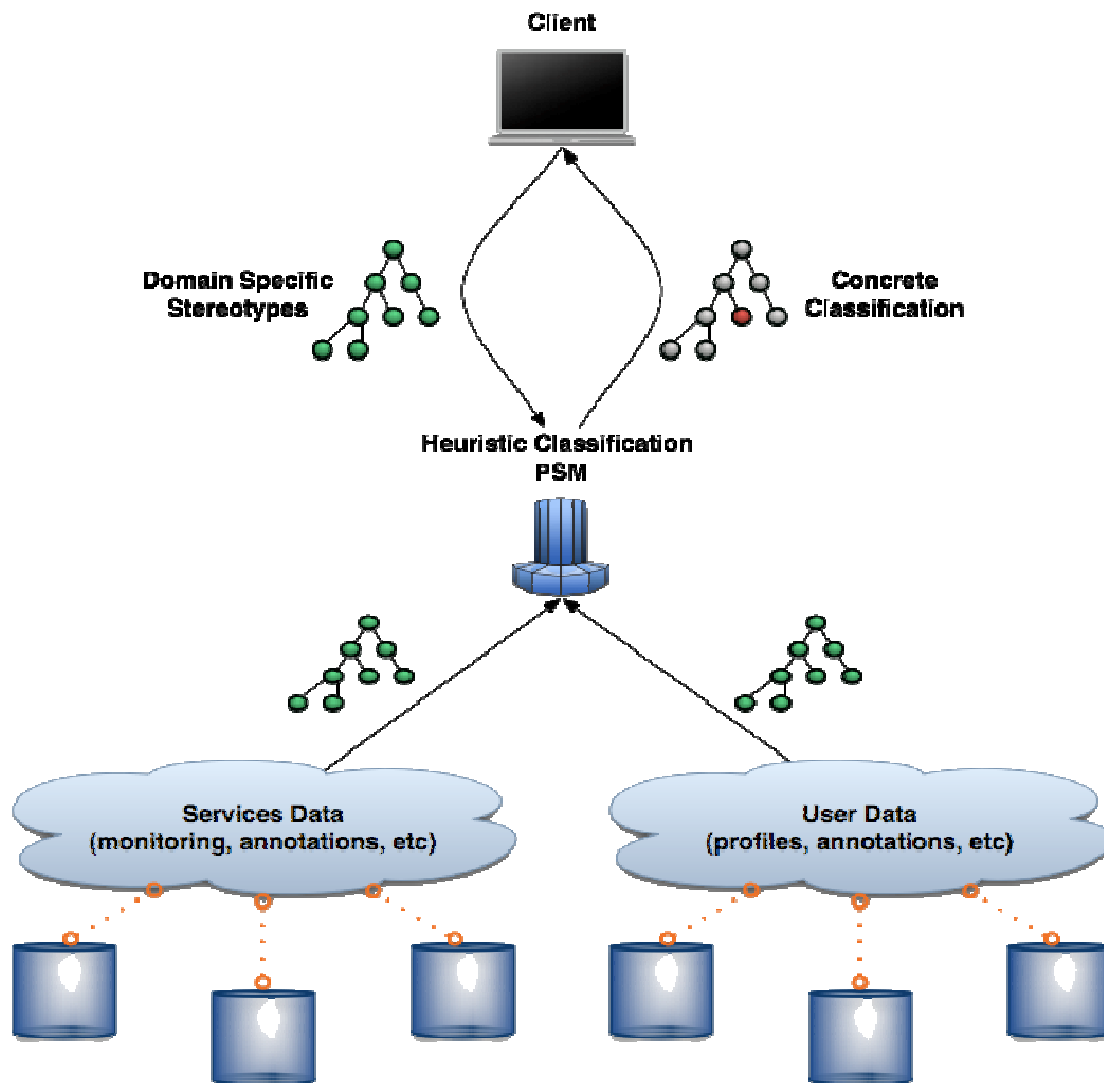 Client
Domain Specific
Stereotypes
Concrete
Classification
Heuristic Classification
PSM
Services Data
(monitoring, annotations, etc)
User Data
(profiles, annotations, etc)